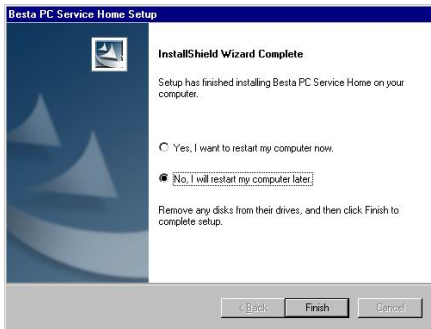 Besta PC Service Home Setup
InstallShield Wizard Complete
Setup has finished installing Besta PC Service Home on your
computer.
Yes, I want to restart my computer now.
No, I will restart my computer later.
Remove any disks from their drives, and then click Finish to
complete setup.
< Back Finish Cancel